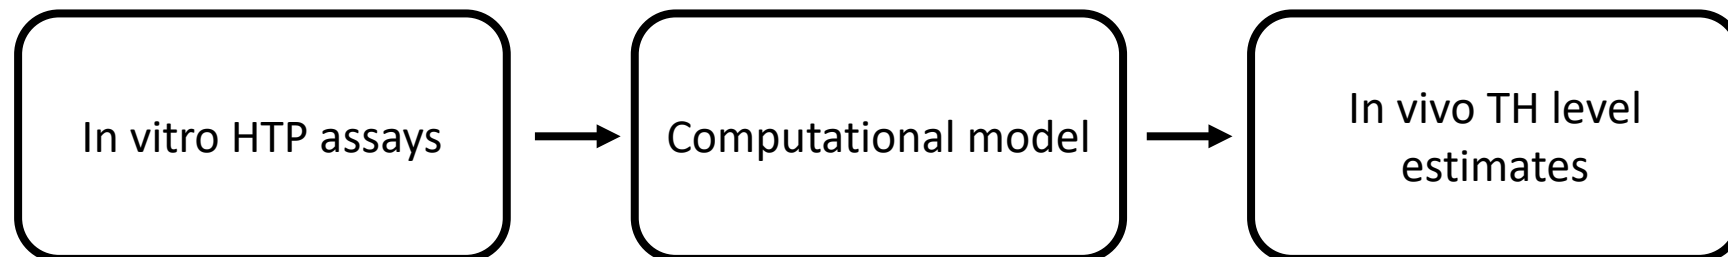 In vitro HTP assays
Computational model
In vivo TH level
estimates